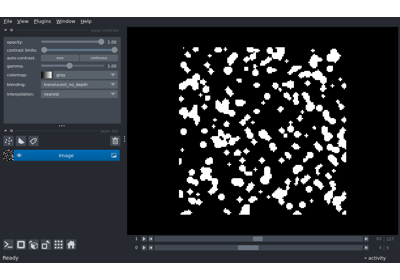 File View Plugins Window Help
opacity: 1.00
contrast limits:
auto-contrast: once continuous
gamma: 1.00
colormap: gray
blending: translucent_no_depth
interpolation: nearest
Image
1
0
Ready
activity